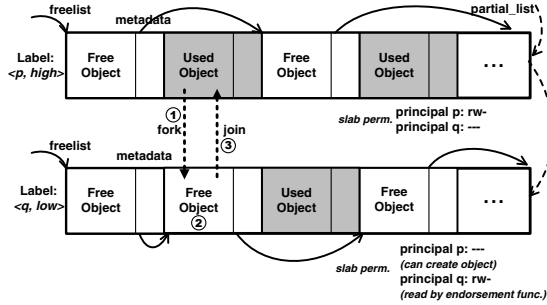 freelist
metadata
partial_list
Label:
<p, high>
Free
Object
Used
Object
Free
Object
Used
Object
...
①
fork
join
③
slab perm.
principal p: rw-
principal q: ---
freelist
metadata
Label:
<q, low>
Free
Object
Free
Object
②
Used
Object
Free
Object
...
slab perm.
principal p: ---
(can create object)
principal q: rw-
(read by endorsement func.)